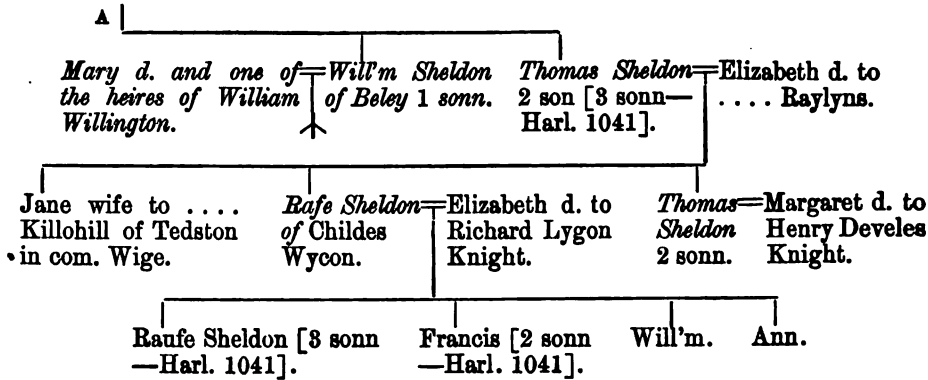 A
Mary d. and one of=Will'm Sheldon
the heires of William of Beley 1 sonn.
Willington.
Thomas Sheldon=Elizabeth d. to
2 son [3 sonn— .... Raylyns.
Harl. 1041].
Jane wife to ....
Killohill of Tedston
in com. Wige.
Rafe Sheldon=Elizabeth d. to
of Childes Richard Lygon
Wycon. Knight.
Thomas=Margaret d. to
Sheldon Henry Develes
2 sonn. Knight.
Raufe Sheldon [3 sonn
—Harl. 1041].
Francis [2 sonn
—Harl. 1041].
Will'm.
Ann.